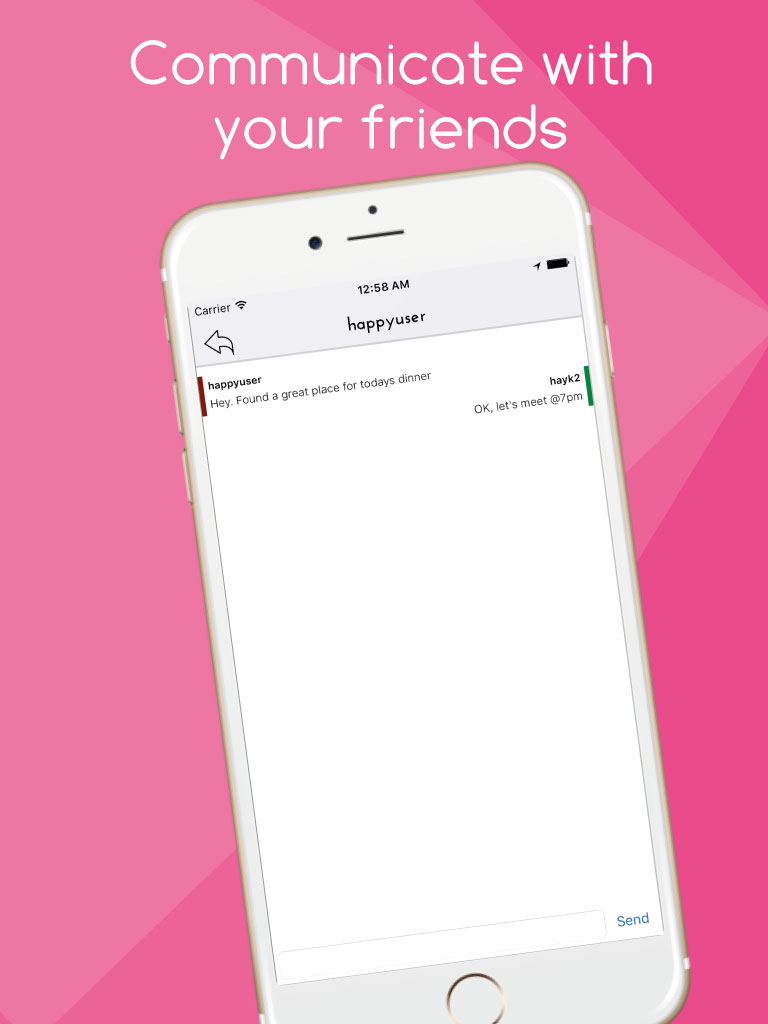 Communicate with
your friends
Carrier 12:58 AM
happyuser
happyuser
Hey. Found a great place for todays dinner
hayk2
OK, let's meet @7pm
Send